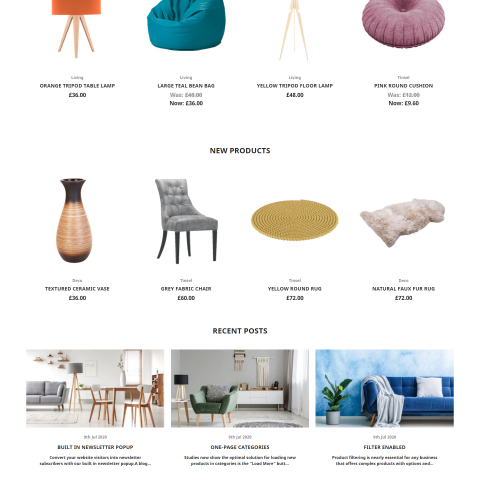 Living
Living
Living
Tinsel
ORANGE TRIPOD TABLE LAMP
LARGE TEAL BEAN BAG
YELLOW TRIPOD FLOOR LAMP
PINK ROUND CUSHION
£36.00
Was: £48.00
£48.00
Was: £12.00
Now: £36.00
Now: £9.60
NEW PRODUCTS
Deco
Tinsel
Tinsel
Deco
TEXTURED CERAMIC VASE
GREY FABRIC CHAIR
YELLOW ROUND RUG
NATURAL FAUX FUR RUG
£36.00
£60.00
£72.00
£72.00
RECENT POSTS
9th Jul 2020
9th Jul 2020
9th Jul 2020
BUILT IN NEWSLETTER POPUP
ONE-PAGE CATEGORIES
FILTER ENABLED
Convert your website visitors into newsletter
subscribers with our built in newsletter popup.A blog...
Studies now show the optimal solution for loading new
products in categories is the "Load More" butt...
Product filtering is nearly essential for any business
that offers complex products with options and...